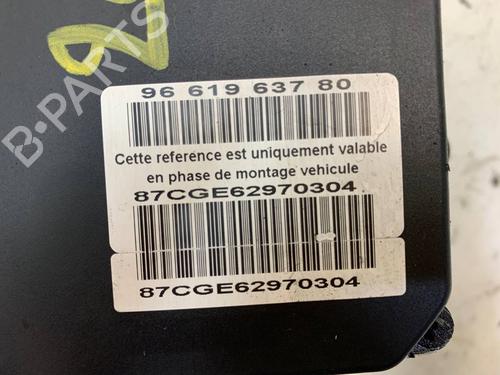 96 619 637 80
Cette reference est uniquement valable
en phase de montage vehicule
87CGE62970304
87CGE62970304
B-PARTS